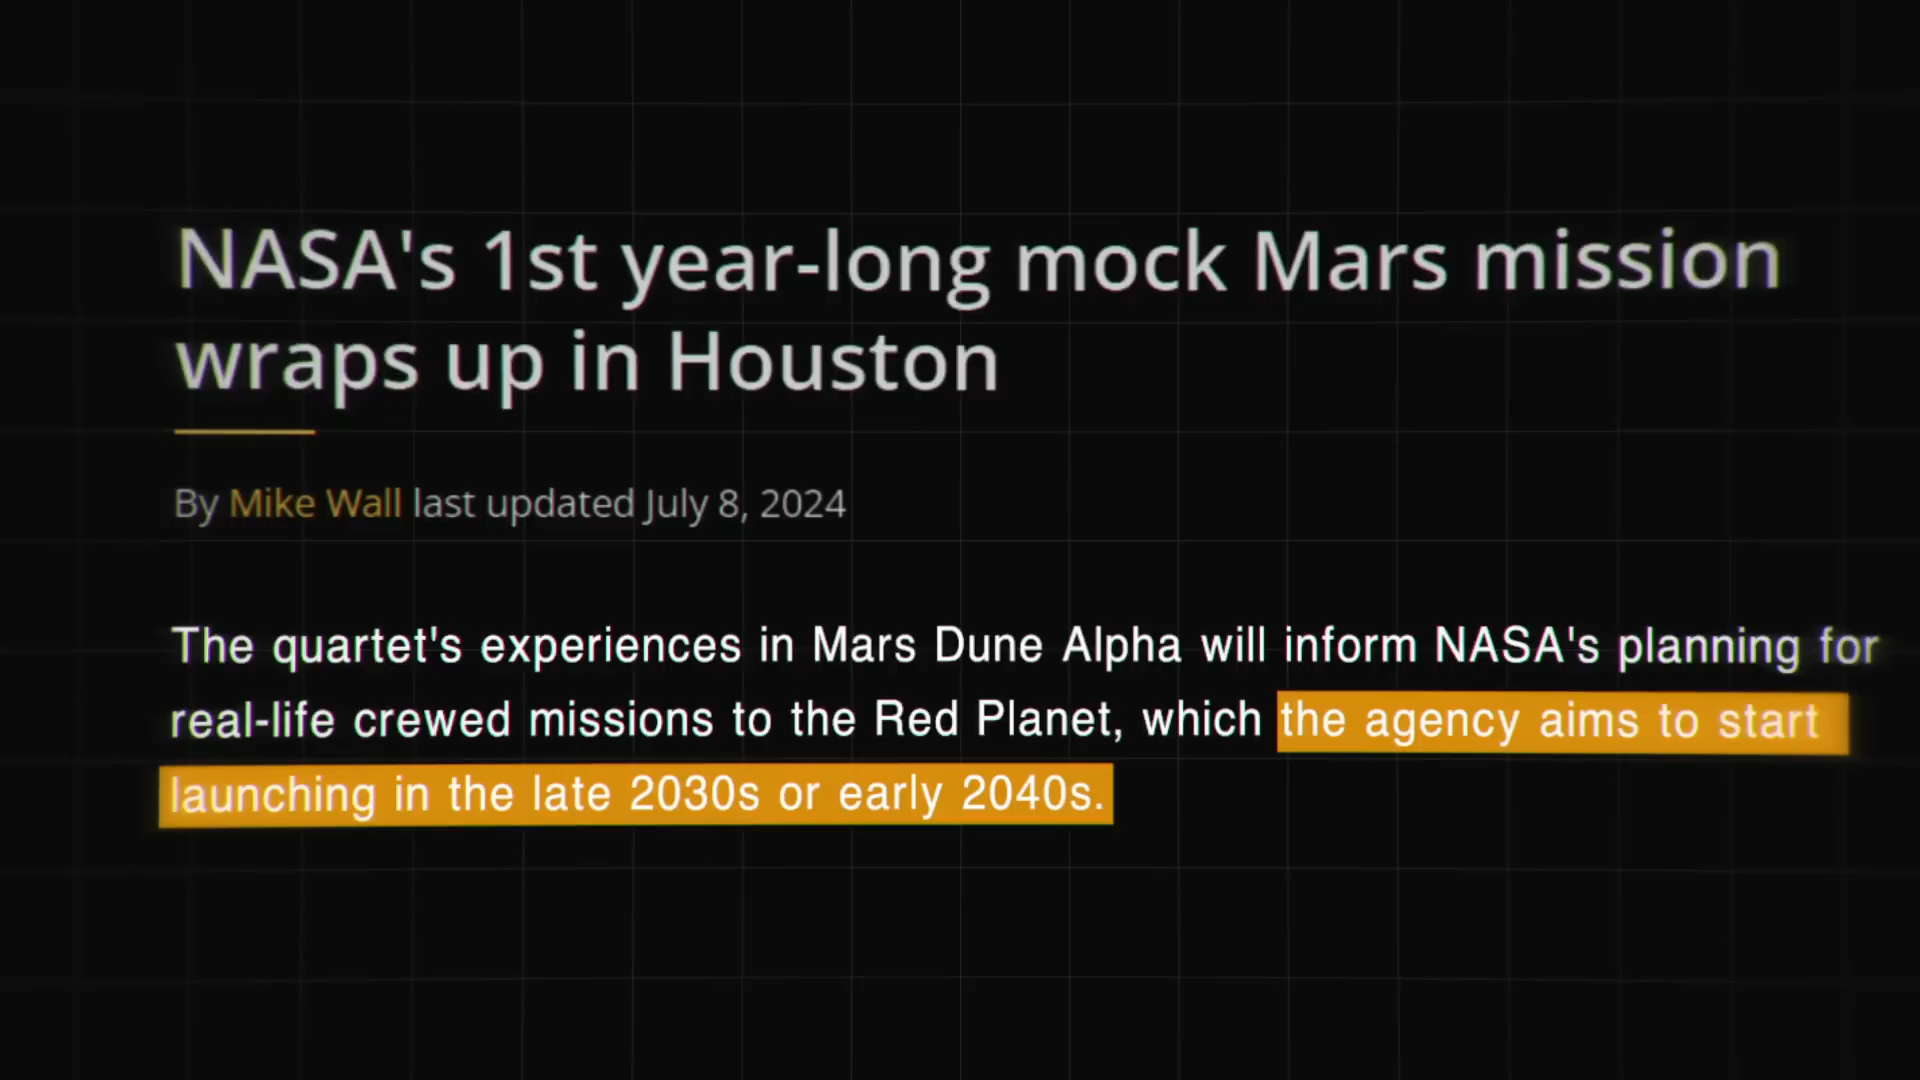 NASA's 1st year-long mock Mars mission
wraps up in Houston
By Mike Wall last updated July 8, 2024
The quartet's experiences in Mars Dune Alpha will inform NASA's planning for
real-life crewed missions to the Red Planet, which the agency aims to start
launching in the late 2030s or early 2040s.